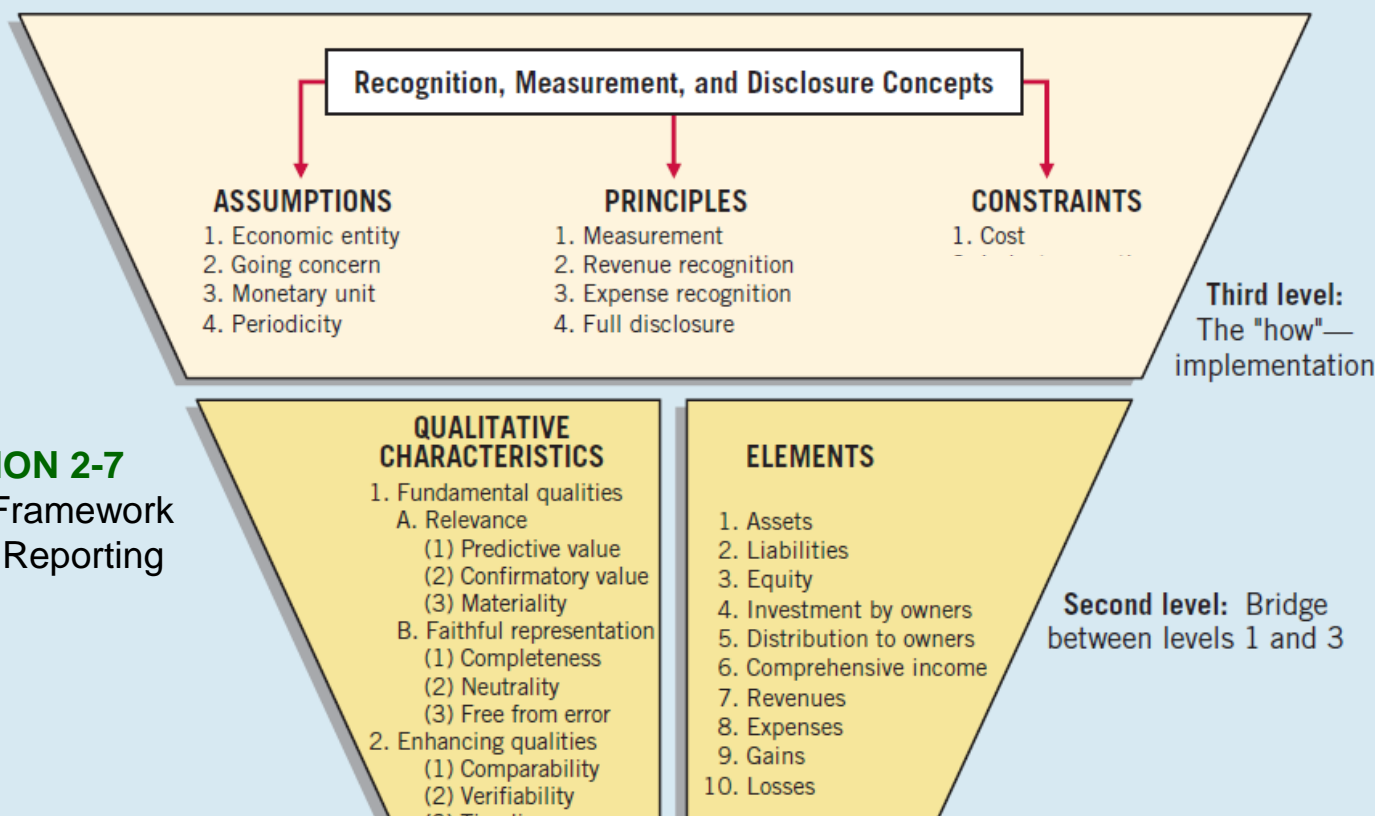 Recognition, Measurement, and Disclosure Concepts
ASSUMPTIONS
1. Economic entity
2. Going concern
3. Monetary unit
4. Periodicity
PRINCIPLES
1. Measurement
2. Revenue recognition
3. Expense recognition
4. Full disclosure
CONSTRAINTS
1. Cost
Third level:
The "how"—
implementation
ION 2-7
Framework
Reporting
QUALITATIVE
CHARACTERISTICS
1. Fundamental qualities
A. Relevance
(1) Predictive value
(2) Confirmatory value
(3) Materiality
B. Faithful representation
(1) Completeness
(2) Neutrality
(3) Free from error
2. Enhancing qualities
(1) Comparability
(2) Verifiability
ELEMENTS
1. Assets
2. Liabilities
3. Equity
4. Investment by owners
5. Distribution to owners
6. Comprehensive income
7. Revenues
8. Expenses
9. Gains
10. Losses
Second level: Bridge
between levels 1 and 3